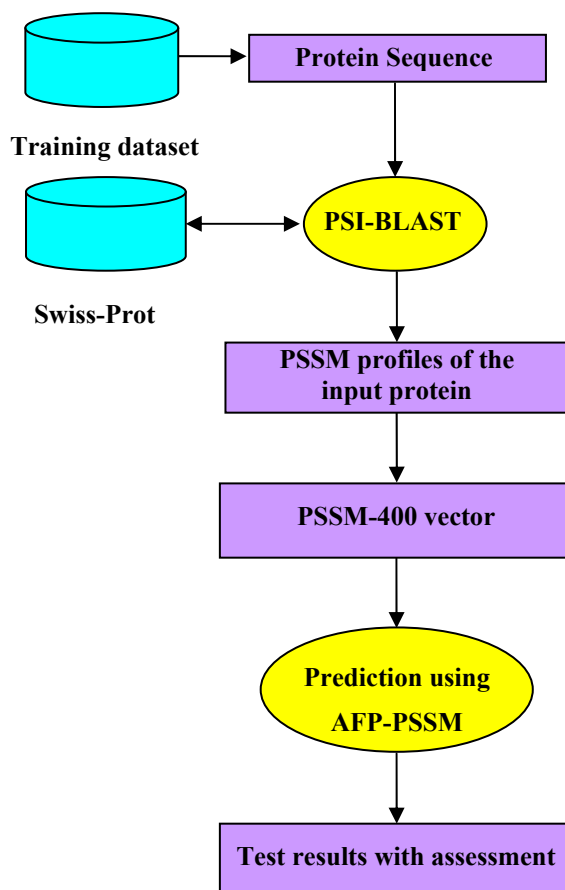 Protein Sequence
Training dataset
PSI-BLAST
Swiss-Prot
PSSM profiles of the
input protein
PSSM-400 vector
Prediction using
AFP-PSSM
Test results with assessment